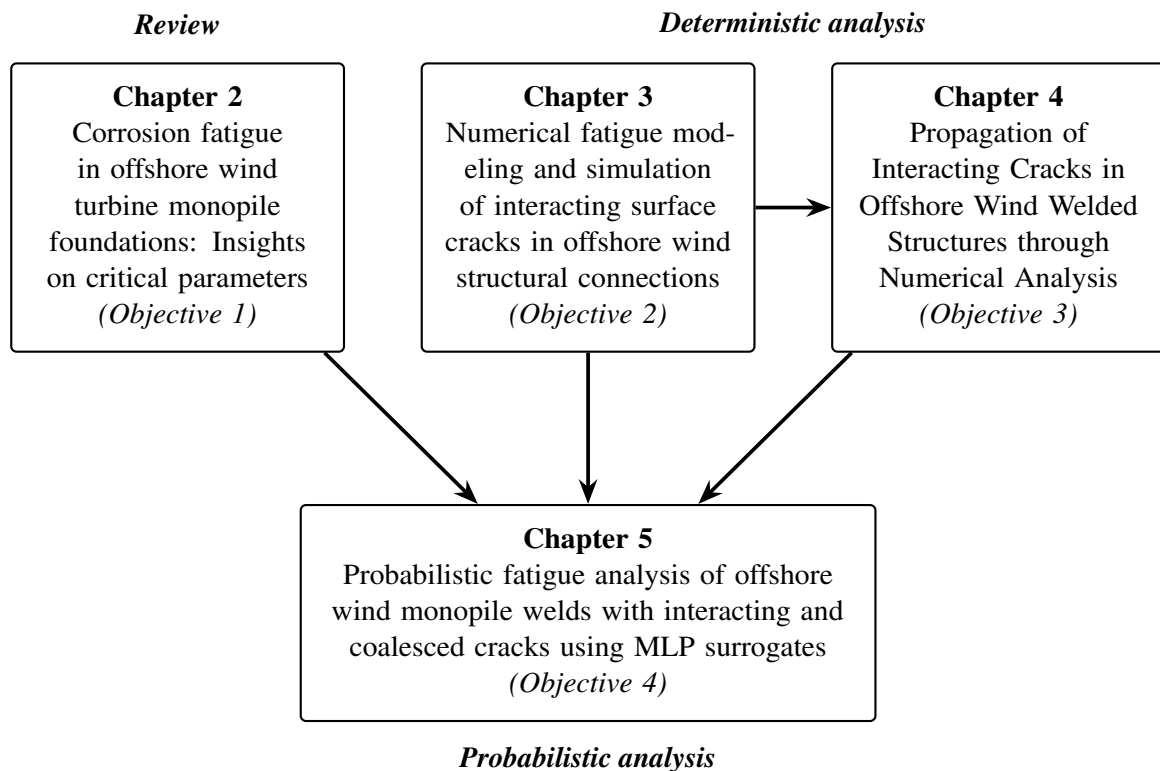 Review
Deterministic analysis
Chapter 2
Corrosion fatigue
in offshore wind
turbine monopile
foundations: Insights
on critical parameters
(Objective 1)
Chapter 3
Numerical fatigue mod-
eling and simulation
of interacting surface
cracks in offshore wind
structural connections
(Objective 2)
Chapter 4
Propagation of
Interacting Cracks in
Offshore Wind Welded
Structures through
Numerical Analysis
(Objective 3)
Chapter 5
Probabilistic fatigue analysis of offshore
wind monopile welds with interacting and
coalesced cracks using MLP surrogates
(Objective 4)
Probabilistic analysis